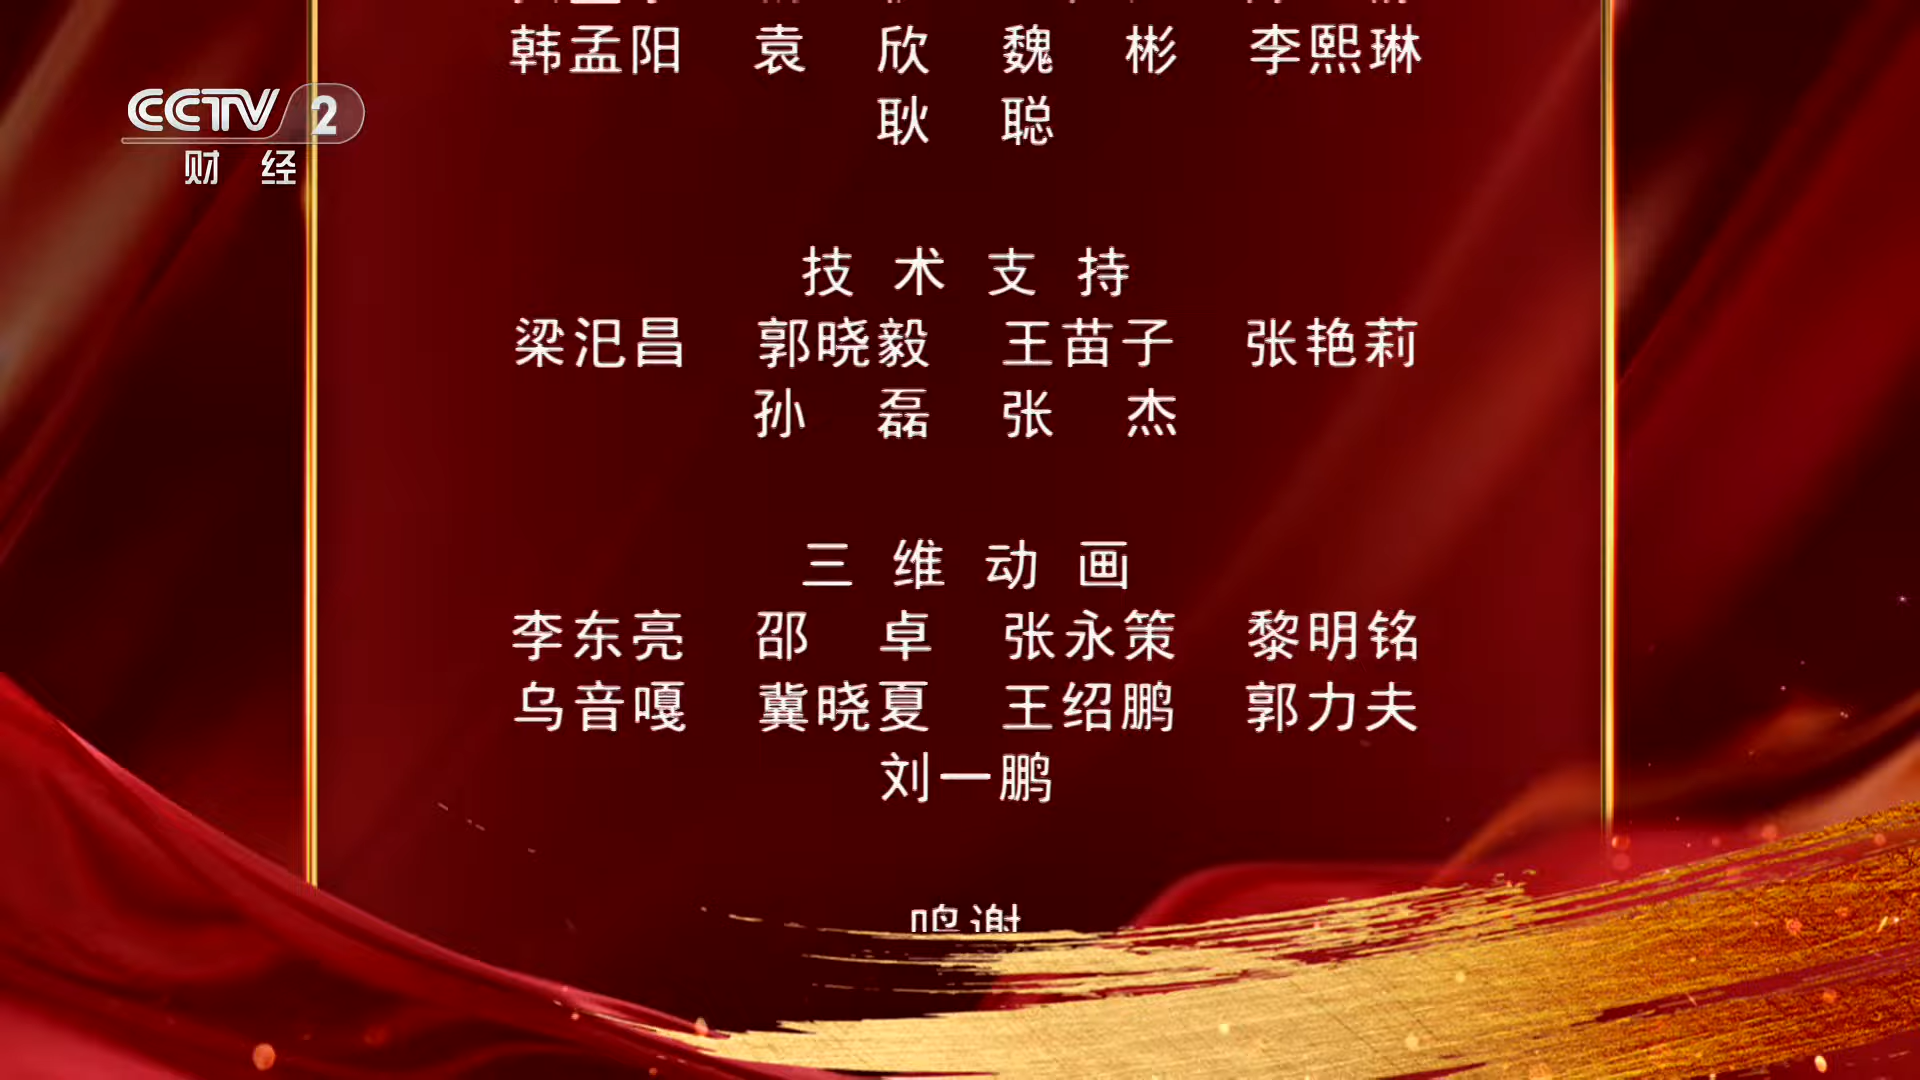 韩孟阳 袁欣 魏彬 李熙琳
CCTV 2
财经
耿聪
技术支持
梁汜昌 郭晓毅 王苗子 张艳莉
孙磊 张杰
三维动画
李东亮 邵卓 张永策 黎明铭
乌音嘎 冀晓夏 王绍鹏 郭力夫
刘一鹏
鸣谢